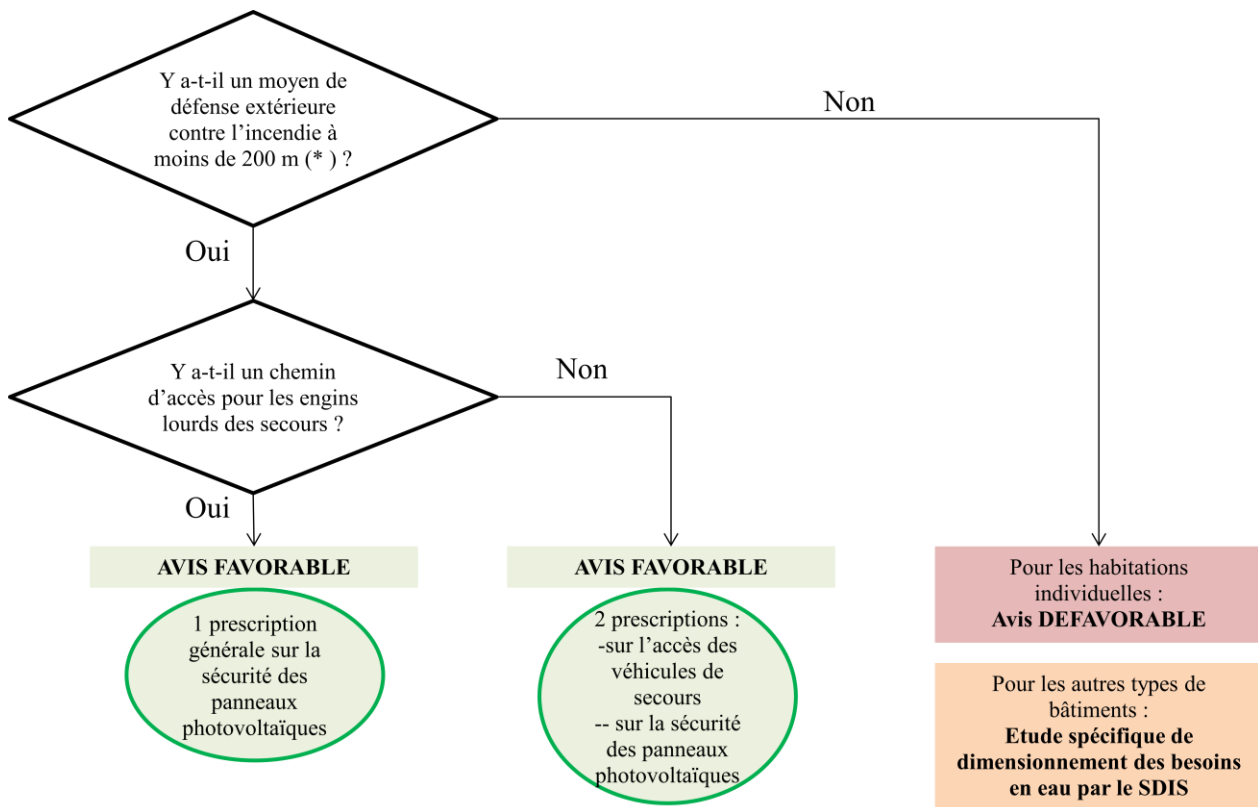 Y a-t-il un moyen de
défense extérieure
contre l’incendie à
moins de 200 m (* ) ?
Non
Oui
Y a-t-il un chemin
d’accès pour les engins
lourds des secours ?
Non
Oui
AVIS FAVORABLE
1 prescription
générale sur la
sécurité des
panneaux
photovoltaïques
AVIS FAVORABLE
2 prescriptions :
-sur l’accès des
véhicules de
secours
-- sur la sécurité
des panneaux
photovoltaïques
Pour les habitations
individuelles :
Avis DEFAVORABLE
Pour les autres types de
bâtiments :
Etude spécifique de
dimensionnement des besoins
en eau par le SDIS